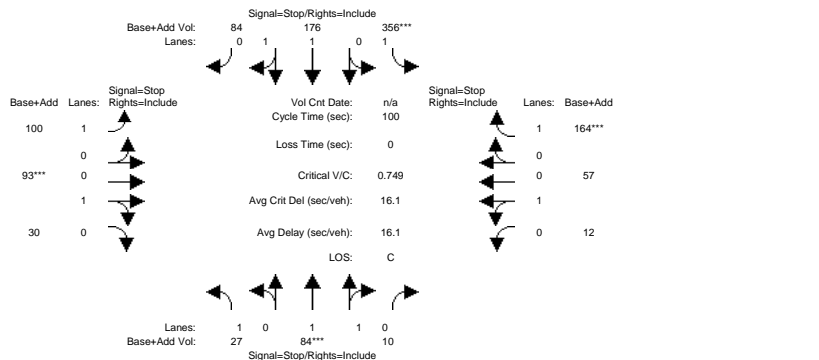 Signal=Stop/Rights=Include
Base+Add Vol: 84 176 356***
Lanes: 0 1 1 0 1
Signal=Stop Signal=Stop
Base+Add Lanes: Rights=Include Vol Cnt Date: n/a Rights=Include Lanes: Base+Add
Cycle Time (sec): 100
100 1 1 164***
Loss Time (sec): 0
0 0
93*** 0 Critical V/C: 0.749 0 57
1 Avg Crit Del (sec/veh): 16.1 1
30 0 Avg Delay (sec/veh): 16.1 0 12
LOS: C
Lanes: 1 0 1 1 0
Base+Add Vol: 27 84*** 10
Signal=Stop/Rights=Include